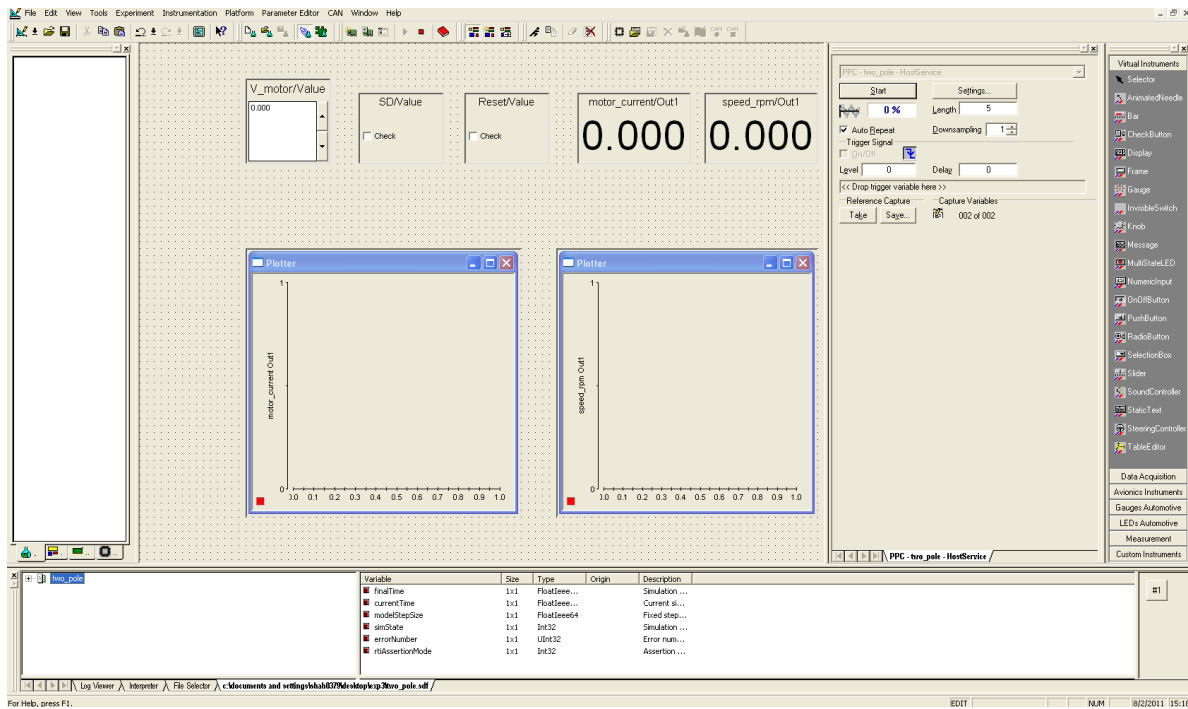 File Edit View Tools Experiment Instrumentation Platform Parameter Editor CAN Window Help
V_motor/Value
0.000
SD/Value
Check
Reset/Value
Check
motor_current/Out1
0.000
speed_rpm/Out1
0.000
Plotter
motor_current Out1
1
0
0.0 0.1 0.2 0.3 0.4 0.5 0.6 0.7 0.8 0.9 1.0
Plotter
speed_rpm Out1
1
0
0.0 0.1 0.2 0.3 0.4 0.5 0.6 0.7 0.8 0.9 1.0
PPC - two_pole - HostService
Start Settings...
0 % Length 5
Auto Repeat Downsampling 1
Trigger Signal
On/Off
Level 0 Delay 0
<< Drop trigger variable here >>
Reference Capture Capture Variables
Take Save... 002 of 002
PPC - two_pole - HostService
Virtual Instruments
Selector
AnimatedNeedle
Bar
CheckButton
Display
Frame
Gauge
InvisibleSwitch
Knob
Message
MultiStateLED
NumericInput
OnOffButton
PushButton
RadioButton
SelectionBox
Slider
SoundController
StaticText
SteeringController
TableEditor
Data Acquisition
Avionics Instruments
Gauges Automotive
LEDs Automotive
Measurement
Custom Instruments
two_pole
Variable Size Type Origin Description
finalTime 1x1 FloatIeee... Simulation ...
currentTime 1x1 FloatIeee... Current si...
modelStepSize 1x1 FloatIeee64 Fixed step...
simState 1x1 Int32 Simulation ...
errorNumber 1x1 UInt32 Error num...
rtiAssertionMode 1x1 Int32 Assertion ...
#1
Log Viewer Interpreter File Selector c:\documents and settings\shah0379\desktop\exp3\two_pole.sdf
For Help, press F1.
EDIT NUM 8/2/2011 15:18